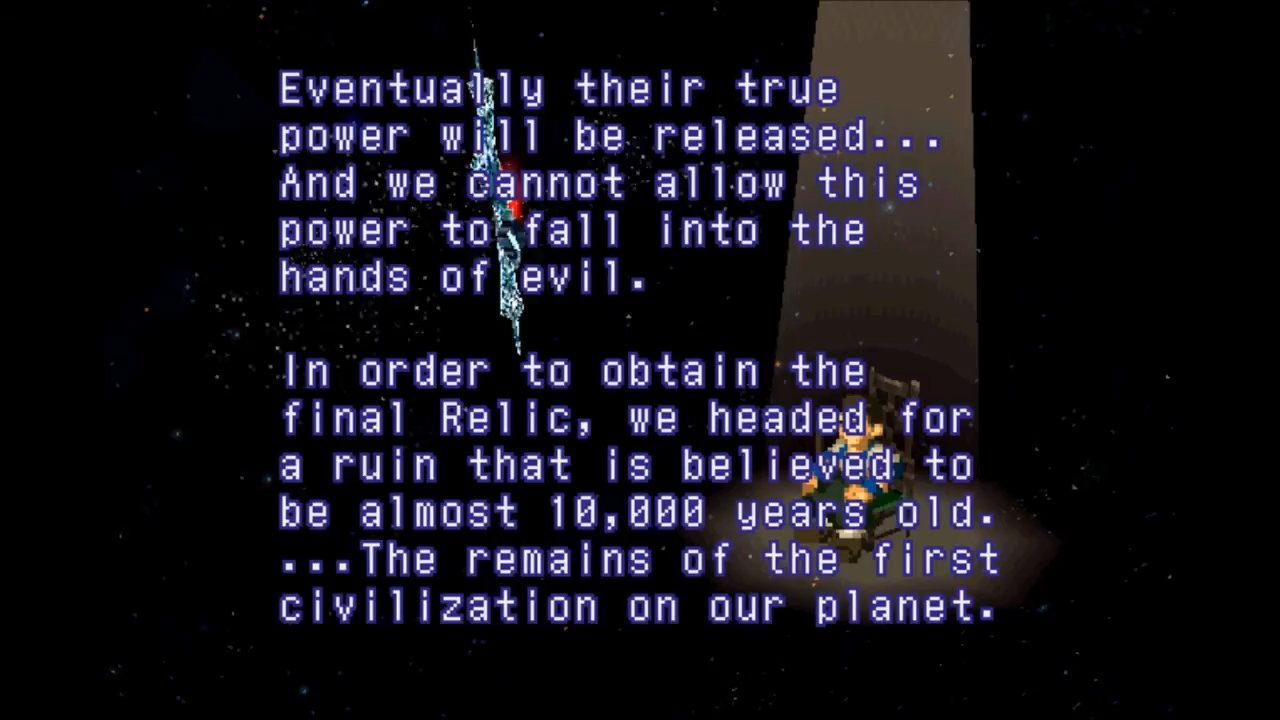 Eventually their true
power will be released...
And we cannot allow this
power to fall into the
hands of evil.
In order to obtain the
final Relic, we headed for
a ruin that is believed to
be almost 10,000 years old.
...The remains of the first
civilization on our planet.